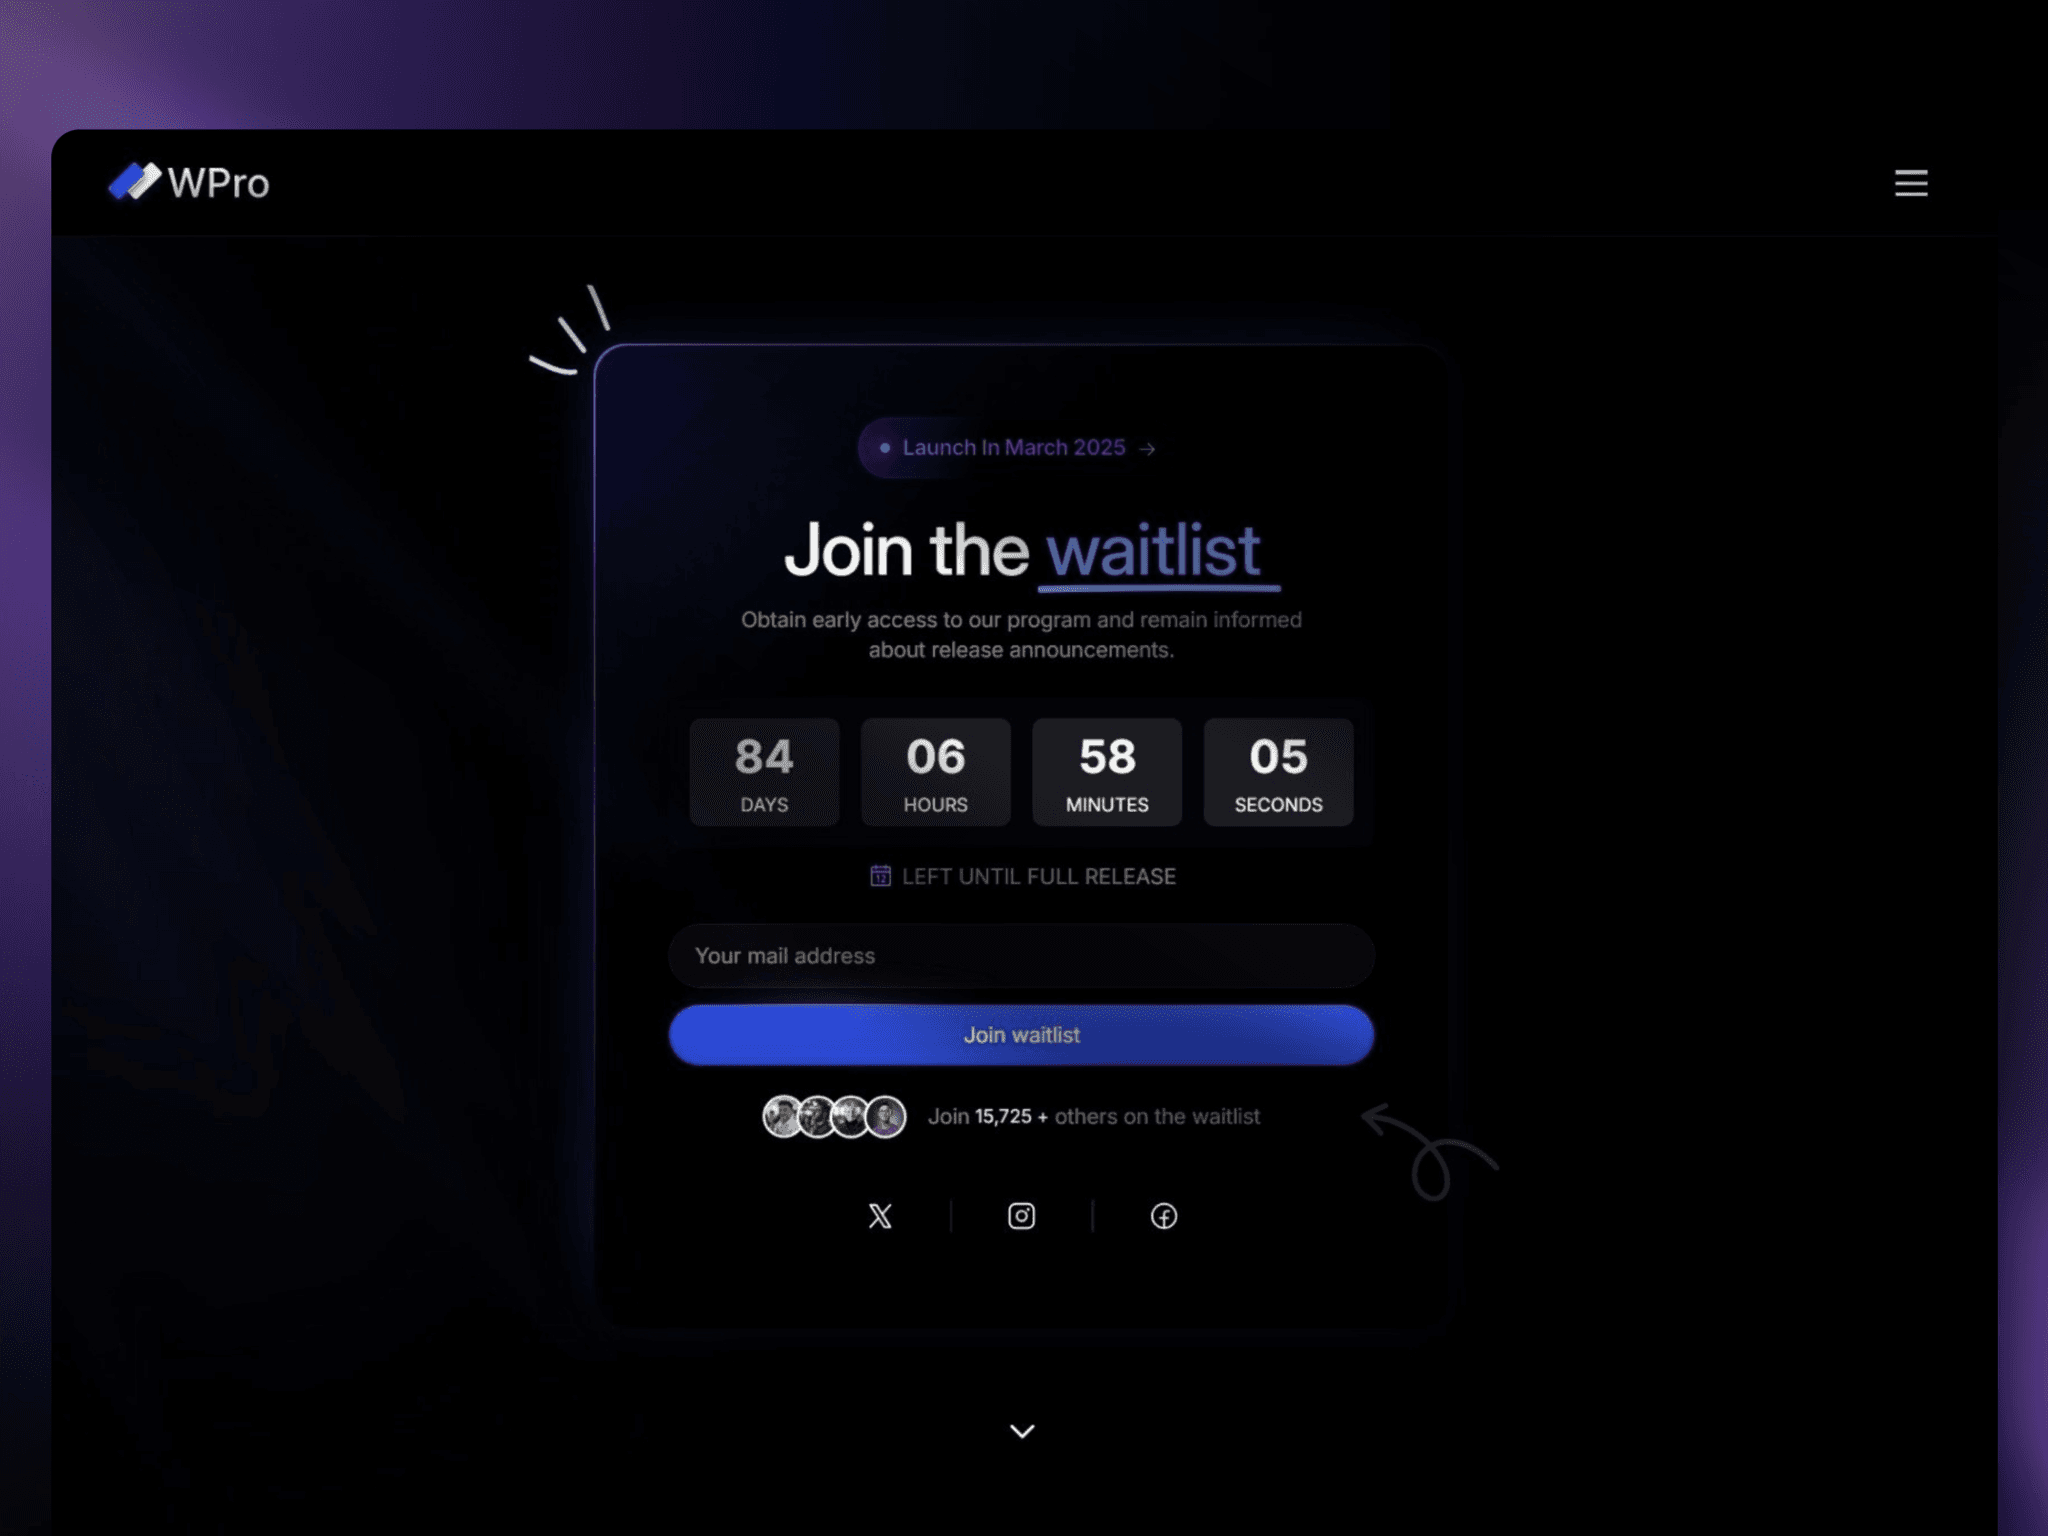 WPro
Launch In March 2025 →
Join the waitlist
Obtain early access to our program and remain informed
about release announcements.
84 06 58 05
DAYS HOURS MINUTES SECONDS
12 LEFT UNTIL FULL RELEASE
Your mail address
Join waitlist
Join 15,725 + others on the waitlist